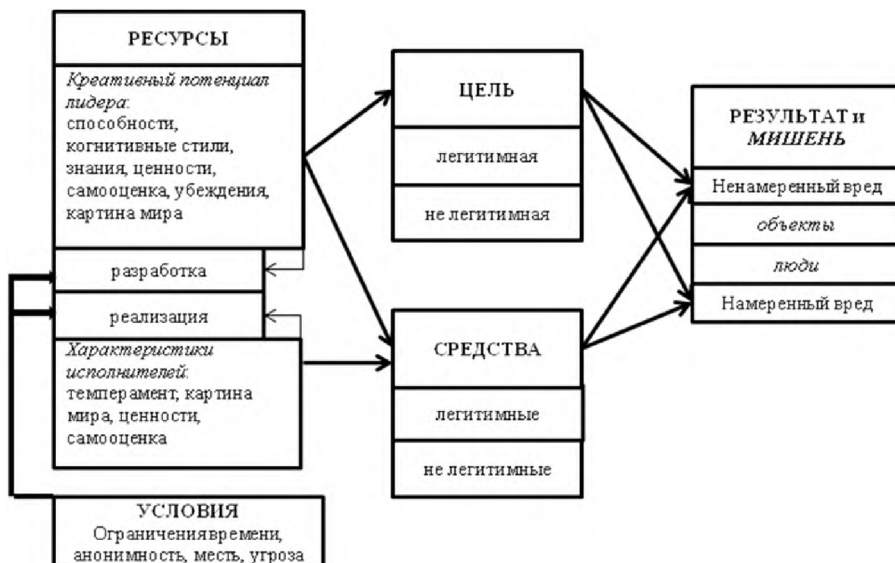 РЕСУРСЫ
Креативный потенциал
лидера:
способности,
когнитивные стили,
знания, ценности,
самооценка, убеждения,
картина мира
разработка
реализация
Характеристики
исполнителей:
темперамент, картина
мира, ценности,
самооценка
УСЛОВИЯ
Ограничения времени,
анонимность, месть, угроза
ЦЕЛЬ
легитимная
не легитимная
СРЕДСТВА
легитимные
не легитимные
РЕЗУЛЬТАТ и
МИШЕНЬ
Ненамеренный вред
объекты
люди
Намеренный вред